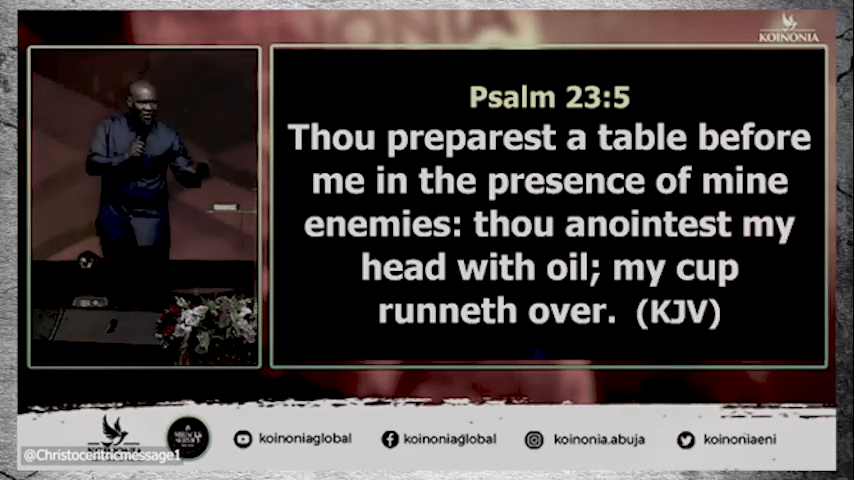 KOINONIA
Psalm 23:5
Thou preparest a table before
me in the presence of mine
enemies: thou anointest my
head with oil; my cup
runneth over. (KJV)
koinoniaglobal
koinoniaglobal
koinonia.abuja
koinoniaeni
@Christocentricmessage1